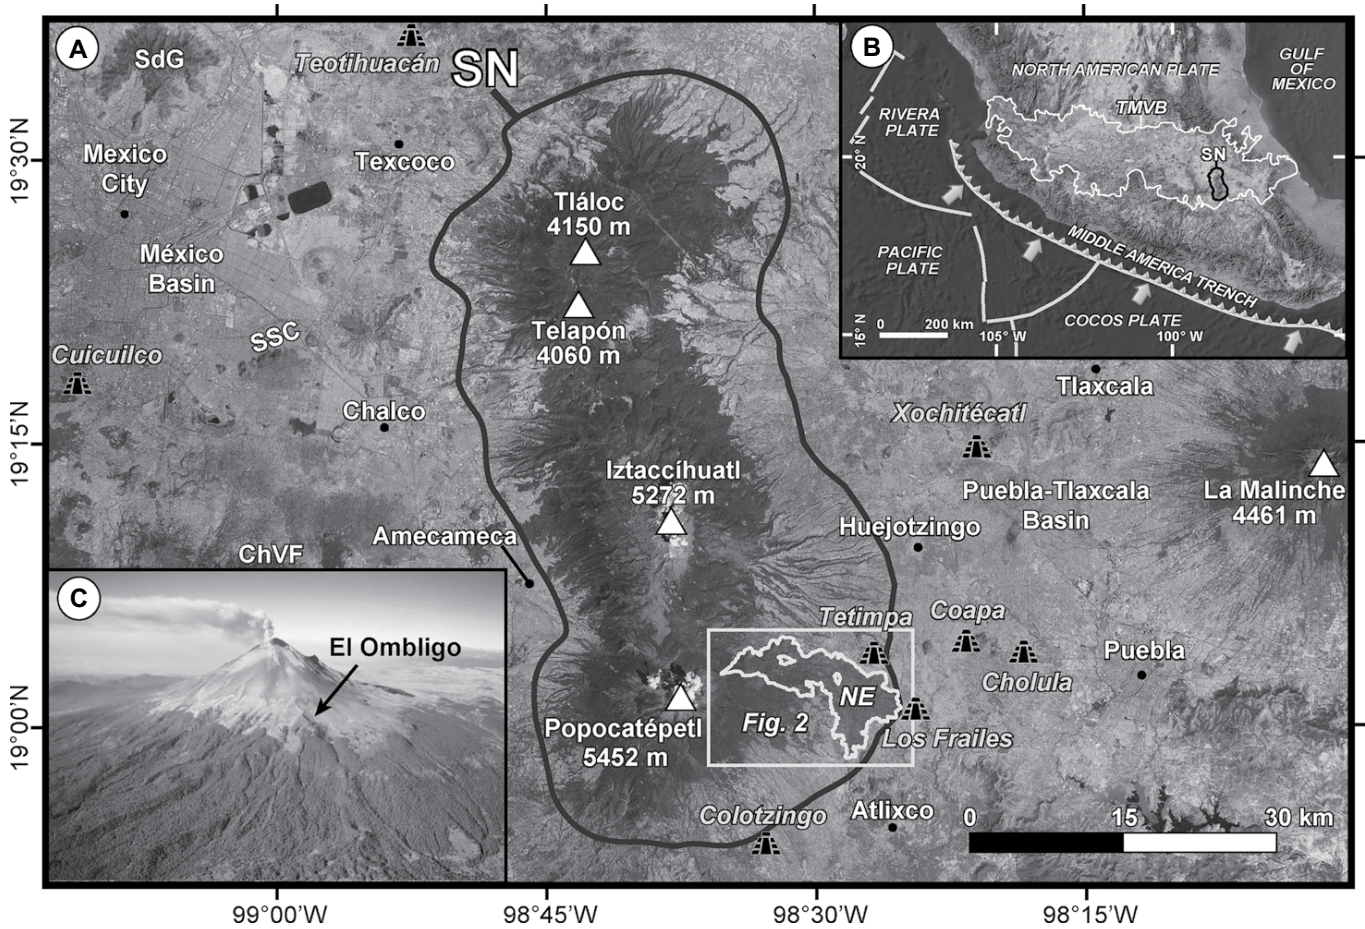 A
SdG
Teotihuacán
SN
Mexico
City
Texcoco
México
Basin
SSC
Cuicuilco
Chalco
Tláloc
4150 m
Telapón
4060 m
Iztaccíhuatl
5272 m
Amecameca
ChVF
Popocatépetl
5452 m
Tlaxcala
Xochitécatl
Puebla-Tlaxcala
Basin
La Malinche
4461 m
Huejotzingo
Tetimpa
Coapa
Cholula
Puebla
NE
Fig. 2
Los Frailes
Colotzingo
Atlixco
0 15 30 km
B
NORTH AMERICAN PLATE
GULF
OF
MEXICO
RIVERA
PLATE
TMVB
SN
20° N
PACIFIC
PLATE
MIDDLE AMERICA TRENCH
COCOS PLATE
15° N
0 200 km
105° W
100° W
C
El Ombligo
19°30’N
19°15’N
19°00’N
99°00’W
98°45’W
98°30’W
98°15’W